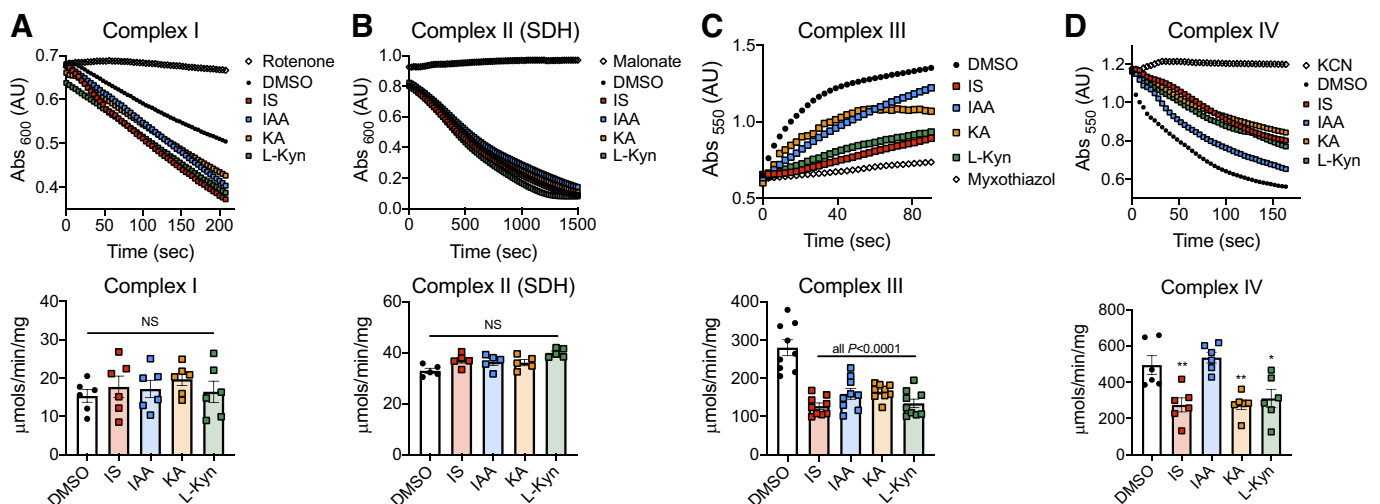 A
Complex I
0.7
0.6
0.5
0.4
Abs 600 (AU)
0 50 100 150 200
Time (sec)
Rotenone
DMSO
IS
IAA
KA
L-Kyn
B
Complex II (SDH)
1.0
0.8
0.6
0.4
0.2
0.0
Abs 600 (AU)
0 500 1000 1500
Time (sec)
Malonate
DMSO
IS
IAA
KA
L-Kyn
C
Complex III
1.5
1.0
0.5
Abs 550 (AU)
0 40 80
Time (sec)
DMSO
IS
IAA
KA
L-Kyn
Myxothiazol
D
Complex IV
1.2
1.0
0.8
0.6
Abs 550 (AU)
0 50 100 150
Time (sec)
KCN
DMSO
IS
IAA
KA
L-Kyn
Complex I
40
30
20
10
0
μmols/min/mg
NS
DMSO IS IAA KA L-Kyn
Complex II (SDH)
60
40
20
0
μmols/min/mg
NS
DMSO IS IAA KA L-Kyn
Complex III
400
300
200
100
0
μmols/min/mg
all P<0.0001
DMSO IS IAA KA L-Kyn
Complex IV
800
600
400
200
0
μmols/min/mg
** ** *
DMSO IS IAA KA L-Kyn